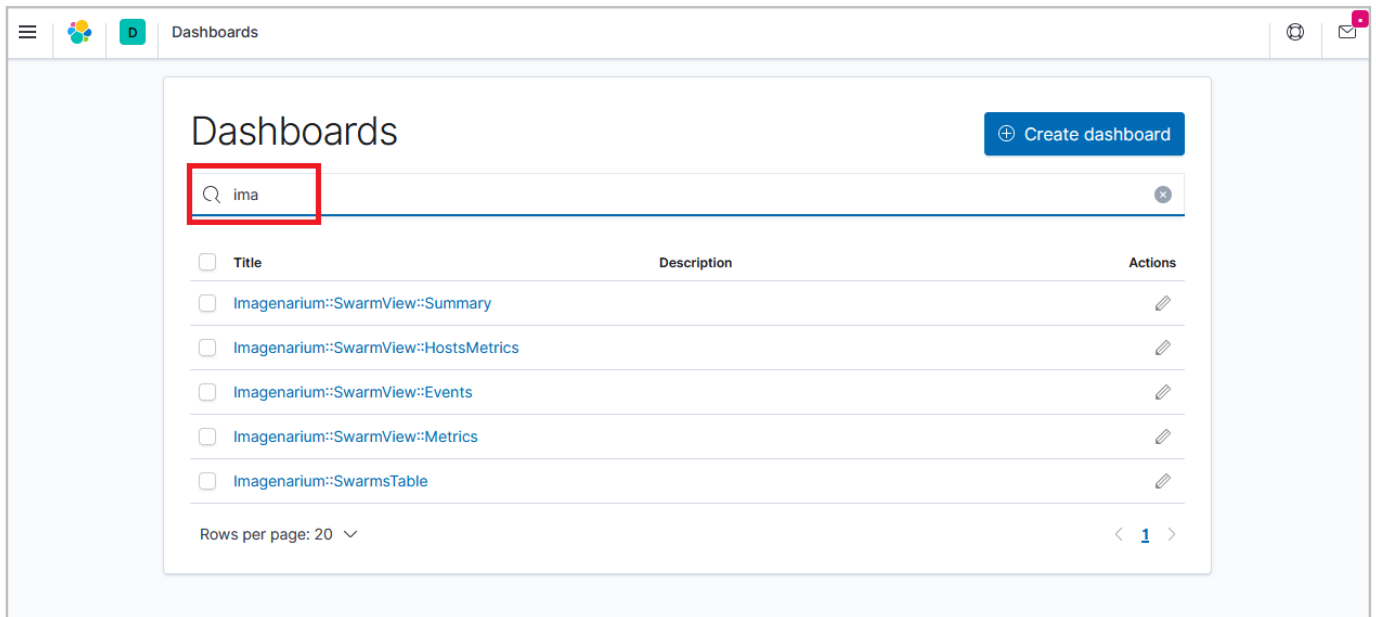 D Dashboards
Dashboards
Create dashboard
ima
Title Description Actions
Imagenarium::SwarmView::Summary
Imagenarium::SwarmView::HostsMetrics
Imagenarium::SwarmView::Events
Imagenarium::SwarmView::Metrics
Imagenarium::SwarmsTable
Rows per page: 20 1